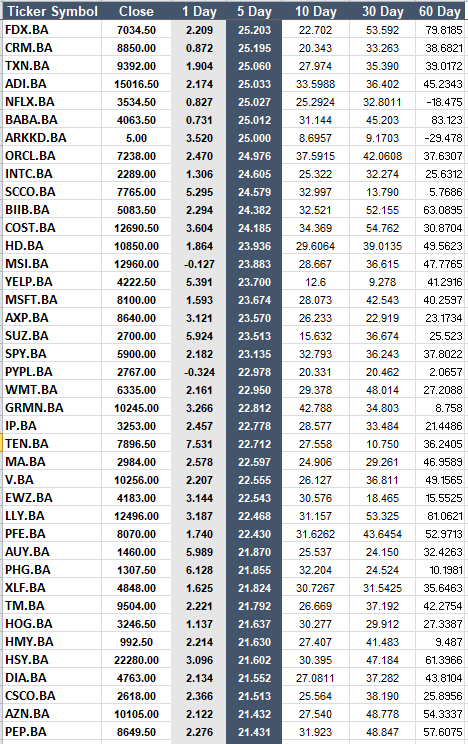 Ticker Symbol Close 1 Day 5 Day 10 Day 30 Day 60 Day
FDX.BA 7034.50 2.209 25.203 22.702 53.592 79.8185
CRM.BA 8850.00 0.872 25.195 20.343 33.263 38.6821
TXN.BA 9392.00 1.904 25.060 27.974 35.390 39.0172
ADI.BA 15016.50 2.174 25.033 33.5988 36.402 45.2343
NFLX.BA 3534.50 0.827 25.027 25.2924 32.8011 -18.475
BABA.BA 4063.50 0.731 25.012 31.144 45.203 83.123
ARKKD.BA 5.00 3.520 25.000 8.6957 9.1703 -29.478
ORCL.BA 7238.00 2.470 24.976 37.5915 42.0608 37.6307
INTC.BA 2289.00 1.306 24.605 25.322 32.274 25.6312
SCCO.BA 7765.00 5.295 24.579 32.997 13.790 5.7686
BIIB.BA 5083.50 2.294 24.382 32.521 52.155 63.0895
COST.BA 12690.50 3.604 24.185 34.369 54.762 30.8704
HD.BA 10850.00 1.864 23.936 29.6064 39.0135 49.5623
MSI.BA 12960.00 -0.127 23.883 28.667 36.615 47.7765
YELP.BA 4222.50 5.391 23.700 12.6 9.278 41.2916
MSFT.BA 8100.00 1.593 23.674 28.073 42.543 40.2597
AXP.BA 8640.00 3.121 23.570 26.233 22.919 23.1734
SUZ.BA 2700.00 5.924 23.513 15.632 36.674 25.523
SPY.BA 5900.00 2.182 23.135 32.793 36.243 37.8022
PYPL.BA 2767.00 -0.324 22.978 20.331 20.462 2.0657
WMT.BA 6335.00 2.161 22.950 29.378 48.014 27.2088
GRMN.BA 10245.00 3.266 22.812 42.788 34.803 8.758
IP.BA 3253.00 2.457 22.778 28.577 33.484 21.4486
TEN.BA 7896.50 7.531 22.712 27.558 10.750 36.2405
MA.BA 2984.00 2.578 22.597 24.906 29.261 46.9589
V.BA 10256.00 2.207 22.555 26.127 36.811 49.1565
EWZ.BA 4183.00 3.144 22.543 30.576 18.465 15.5525
LLY.BA 12496.00 3.187 22.468 31.157 53.325 81.0621
PFE.BA 8070.00 1.740 22.430 31.6262 43.6454 52.9713
AUY.BA 1460.00 5.989 21.870 25.537 24.150 32.4263
PHG.BA 1307.50 6.128 21.855 32.204 24.524 10.1981
XLF.BA 4848.00 1.625 21.824 30.7267 31.5425 35.6463
TM.BA 9504.00 2.221 21.792 26.669 37.192 42.2754
HOG.BA 3246.50 1.137 21.637 30.277 29.912 27.3387
HMY.BA 992.50 2.214 21.630 27.407 41.483 9.487
HSY.BA 22280.00 3.096 21.602 30.395 47.184 61.3966
DIA.BA 4763.00 2.134 21.552 27.0811 37.282 43.8104
CSCO.BA 2618.00 2.366 21.513 25.564 38.190 25.8956
AZN.BA 10105.00 2.122 21.432 27.540 48.778 54.3337
PEP.BA 8649.50 2.276 21.431 31.923 48.847 57.6075